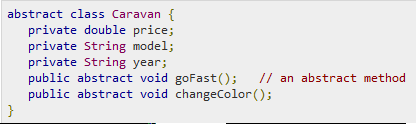 abstract class Caravan {
   private double price;
   private String model;
   private String year;
   public abstract void goFast();   // an abstract method
   public abstract void changeColor();
}